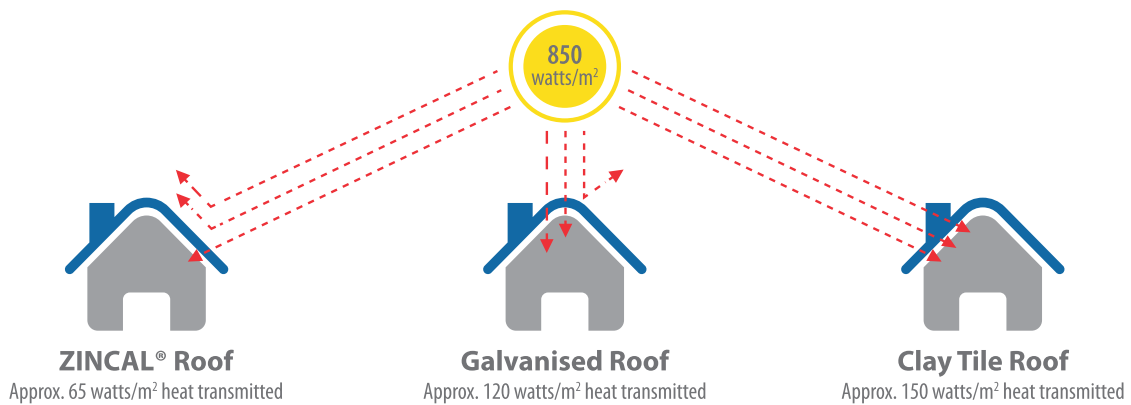 850
watts/m²
ZINCAL® Roof
Approx. 65 watts/m² heat transmitted
Galvanised Roof
Approx. 120 watts/m² heat transmitted
Clay Tile Roof
Approx. 150 watts/m² heat transmitted